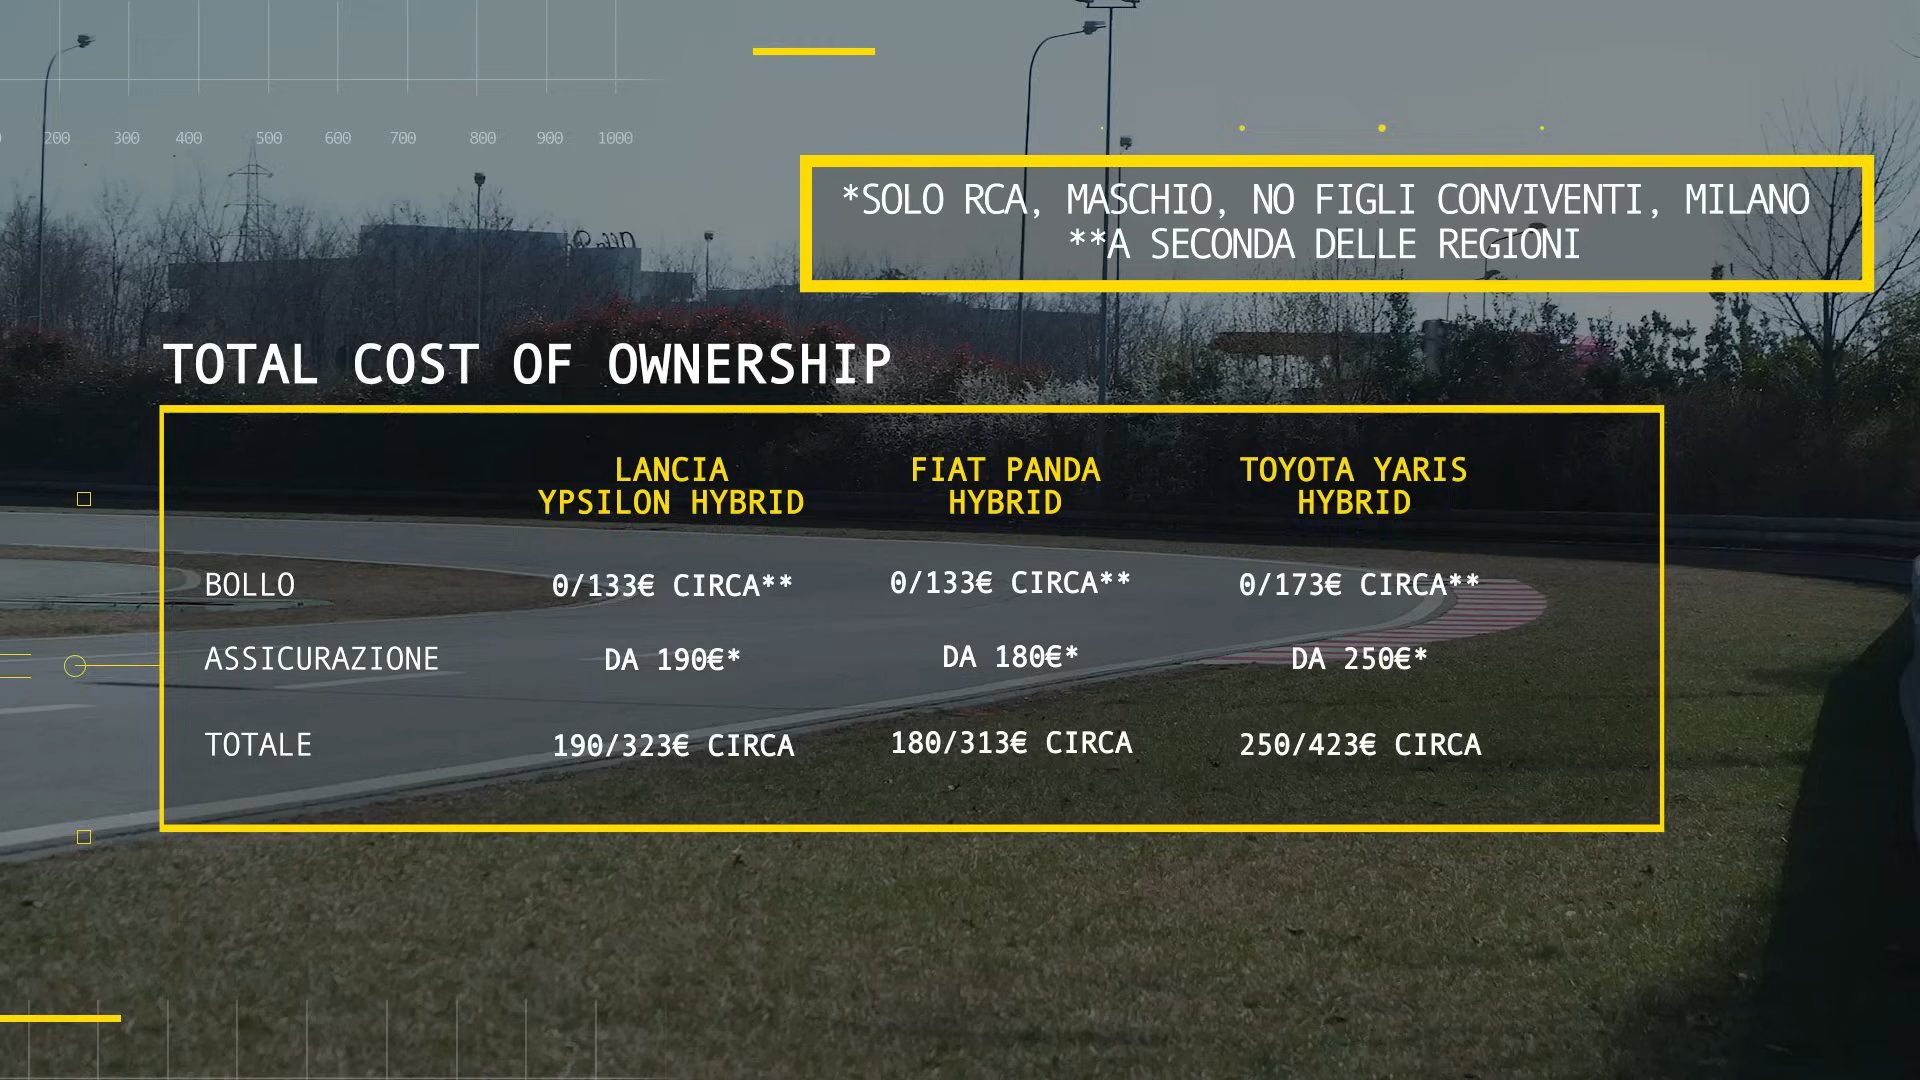 200 300 400 500 600 700 800 900 1000
*SOLO RCA, MASCHIO, NO FIGLI CONVIVENTI, MILANO
**A SECONDA DELLE REGIONI
TOTAL COST OF OWNERSHIP
LANCIA
YPSILON HYBRID
FIAT PANDA
HYBRID
TOYOTA YARIS
HYBRID
BOLLO 0/133€ CIRCA** 0/133€ CIRCA** 0/173€ CIRCA**
ASSICURAZIONE DA 190€* DA 180€* DA 250€*
TOTALE 190/323€ CIRCA 180/313€ CIRCA 250/423€ CIRCA